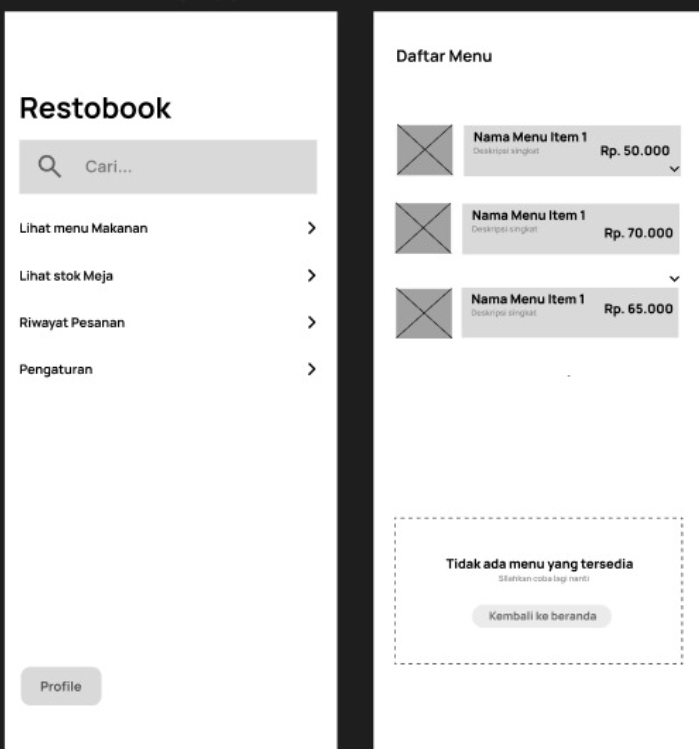 Restobook
Cari...
Lihat menu Makanan
Lihat stok Meja
Riwayat Pesanan
Pengaturan
Profile
Daftar Menu
Nama Menu Item 1
Deskripsi singkat
Rp. 50.000
Nama Menu Item 1
Deskripsi singkat
Rp. 70.000
Nama Menu Item 1
Deskripsi singkat
Rp. 65.000
Tidak ada menu yang tersedia
Silahkan coba lagi nanti
Kembali ke beranda